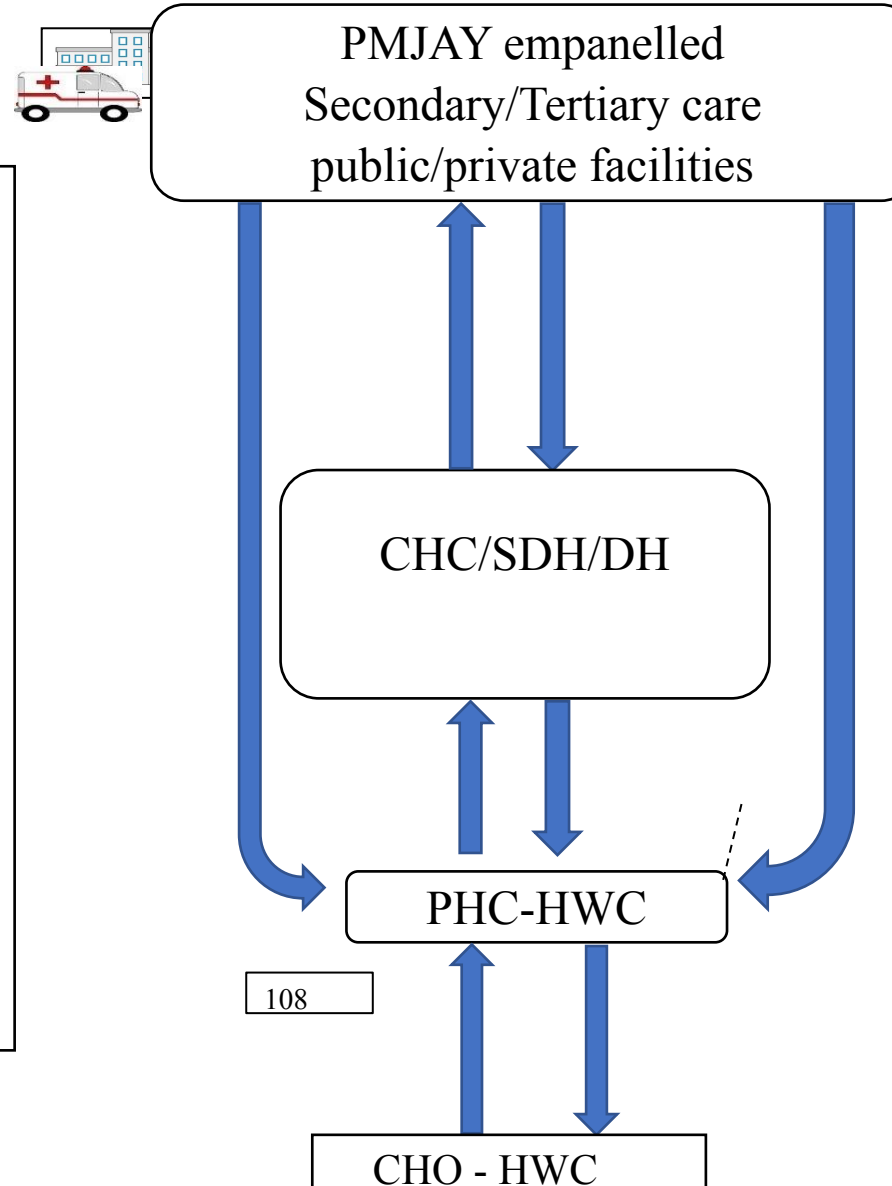 PMJAY empanelled
Secondary/Tertiary care
public/private facilities
CHC/SDH/DH
PHC-HWC
108
CHO - HWC